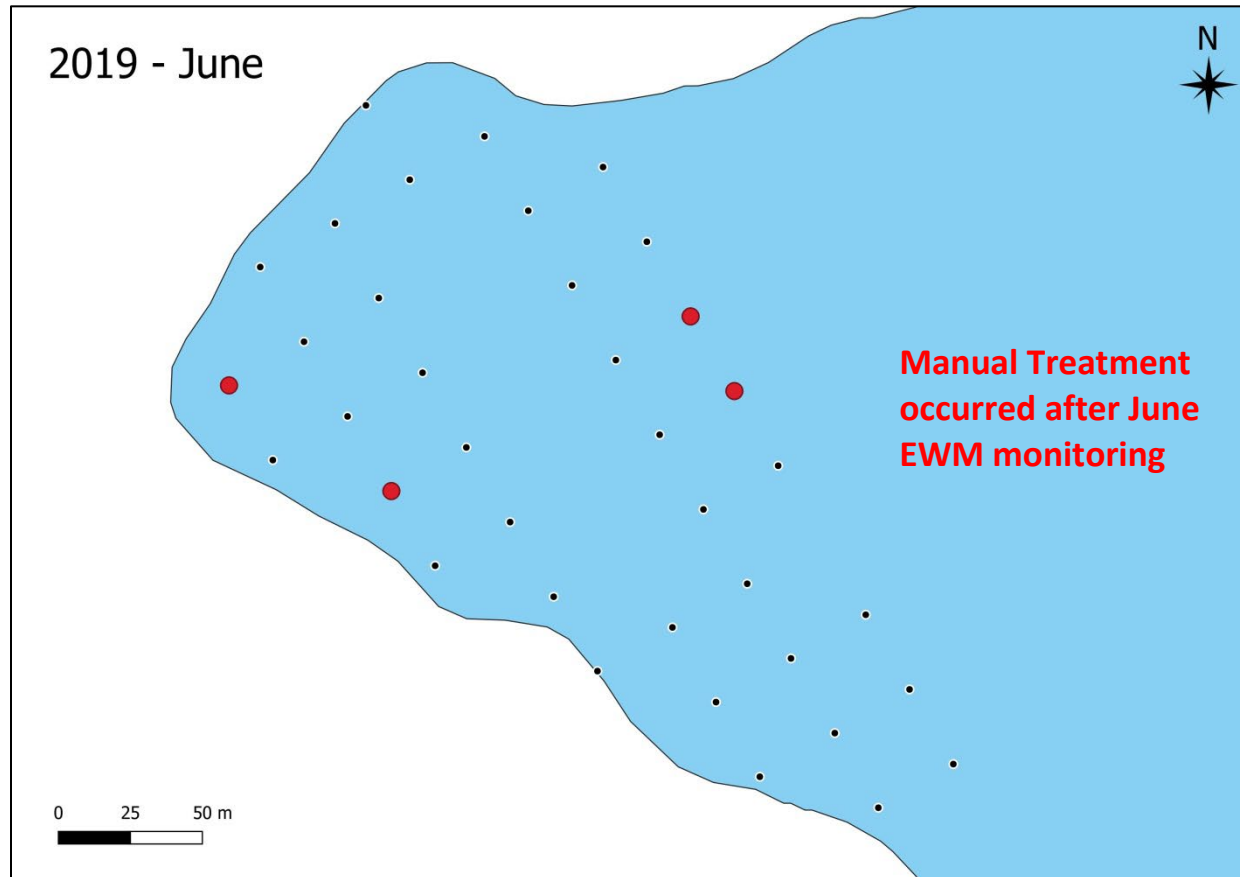 2019 - June
N
Manual Treatment
occurred after June
EWM monitoring
0 25 50 m